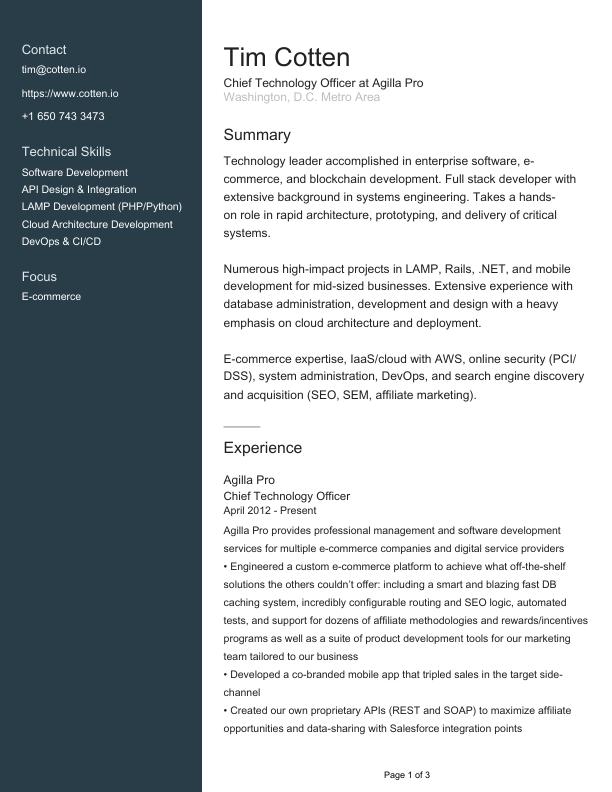 Contact
tim@cotten.io
https://www.cotten.io
+1 650 743 3473
Technical Skills
Software Development
API Design & Integration
LAMP Development (PHP/Python)
Cloud Architecture Development
DevOps & CI/CD
Focus
E-commerce
Tim Cotten
Chief Technology Officer at Agilla Pro
Washington, D.C. Metro Area
Summary
Technology leader accomplished in enterprise software, e-
commerce, and blockchain development. Full stack developer with
extensive background in systems engineering. Takes a hands-
on role in rapid architecture, prototyping, and delivery of critical
systems.
Numerous high-impact projects in LAMP, Rails, .NET, and mobile
development for mid-sized businesses. Extensive experience with
database administration, development and design with a heavy
emphasis on cloud architecture and deployment.
E-commerce expertise, IaaS/cloud with AWS, online security (PCI/
DSS), system administration, DevOps, and search engine discovery
and acquisition (SEO, SEM, affiliate marketing).
Experience
Agilla Pro
Chief Technology Officer
April 2012 - Present
Agilla Pro provides professional management and software development
services for multiple e-commerce companies and digital service providers
• Engineered a custom e-commerce platform to achieve what off-the-shelf
solutions the others couldn't offer: including a smart and blazing fast DB
caching system, incredibly configurable routing and SEO logic, automated
tests, and support for dozens of affiliate methodologies and rewards/incentives
programs as well as a suite of product development tools for our marketing
team tailored to our business
• Developed a co-branded mobile app that tripled sales in the target side-
channel
• Created our own proprietary APIs (REST and SOAP) to maximize affiliate
opportunities and data-sharing with Salesforce integration points
Page 1 of 3